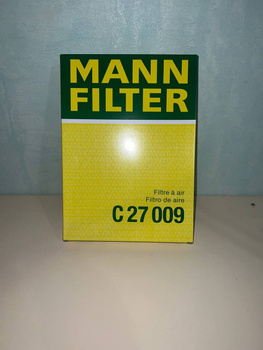 MANN
FILTER
Filtre à air
Filtro de aire
C 27 009